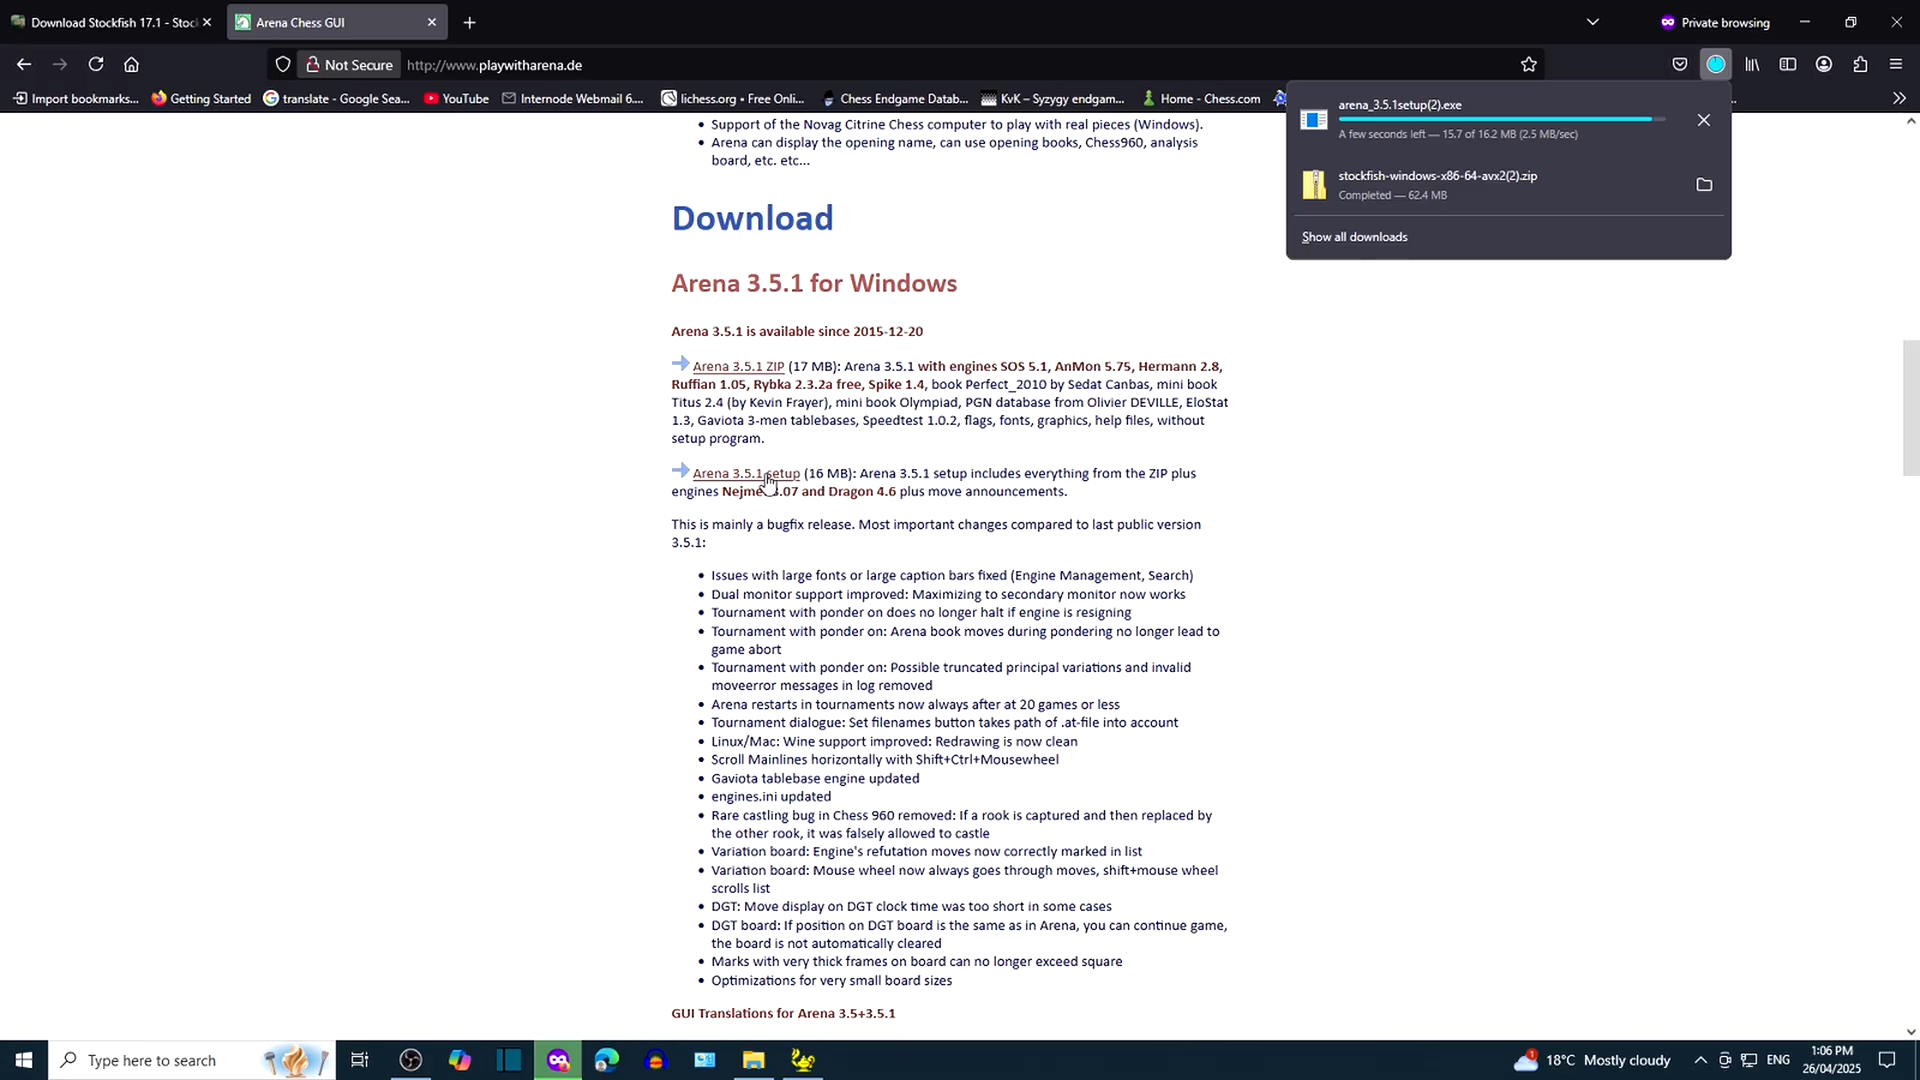 Download Stockfish 17.1 - Stoc
Arena Chess GUI
Private browsing
Not Secure
http://www.playwitharena.de
Import bookmarks...
Getting Started
translate - Google Sea...
YouTube
Internode Webmail 6....
lichess.org • Free Onli...
Chess Endgame Datab...
KvK – Syzygy endgam...
Home - Chess.com
arena_3.5.1setup(2).exe
A few seconds left — 15.7 of 16.2 MB (2.5 MB/sec)
stockfish-windows-x86-64-avx2(2).zip
Completed — 62.4 MB
Show all downloads
• Support of the Novag Citrine Chess computer to play with real pieces (Windows).
• Arena can display the opening name, can use opening books, Chess960, analysis
board, etc. etc...
Download
Arena 3.5.1 for Windows
Arena 3.5.1 is available since 2015-12-20
Arena 3.5.1 ZIP (17 MB): Arena 3.5.1 with engines SOS 5.1, AnMon 5.75, Hermann 2.8,
Ruffian 1.05, Rybka 2.3.2a free, Spike 1.4, book Perfect_2010 by Sedat Canbas, mini book
Titus 2.4 (by Kevin Frayer), mini book Olympiad, PGN database from Olivier DEVILLE, EloStat
1.3, Gaviota 3-men tablebases, Speedtest 1.0.2, flags, fonts, graphics, help files, without
setup program.
Arena 3.5.1 setup (16 MB): Arena 3.5.1 setup includes everything from the ZIP plus
engines and Dragon 4.6 plus move announcements.
This is mainly a bugfix release. Most important changes compared to last public version
3.5.1:
• Issues with large fonts or large caption bars fixed (Engine Management, Search)
• Dual monitor support improved: Maximizing to secondary monitor now works
• Tournament with ponder on does no longer halt if engine is resigning
• Tournament with ponder on: Arena book moves during pondering no longer lead to
game abort
• Tournament with ponder on: Possible truncated principal variations and invalid
moveerror messages in log removed
• Arena restarts in tournaments now always after at 20 games or less
• Tournament dialogue: Set filenames button takes path of .at-file into account
• Linux/Mac: Wine support improved: Redrawing is now clean
• Scroll Mainlines horizontally with Shift+Ctrl+Mousewheel
• Gaviota tablebase engine updated
• engines.ini updated
• Rare castling bug in Chess 960 removed: If a rook is captured and then replaced by
the other rook, it was falsely allowed to castle
• Variation board: Engine's refutation moves now correctly marked in list
• Variation board: Mouse wheel now always goes through moves, shift+mouse wheel
scrolls list
• DGT: Move display on DGT clock time was too short in some cases
• DGT board: If position on DGT board is the same as in Arena, you can continue game,
the board is not automatically cleared
• Marks with very thick frames on board can no longer exceed square
• Optimizations for very small board sizes
GUI Translations for Arena 3.5+3.5.1
Type here to search
1
18°C Mostly cloudy
ENG
1:06 PM
26/04/2025